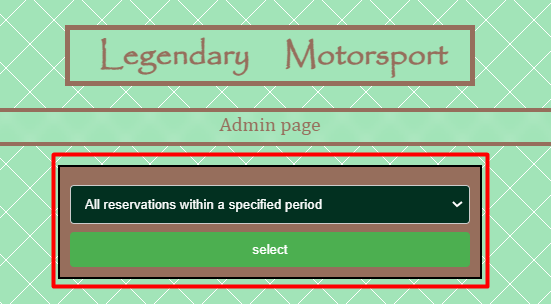 Legendary Motorsport
Admin page
All reservations within a specified period
select